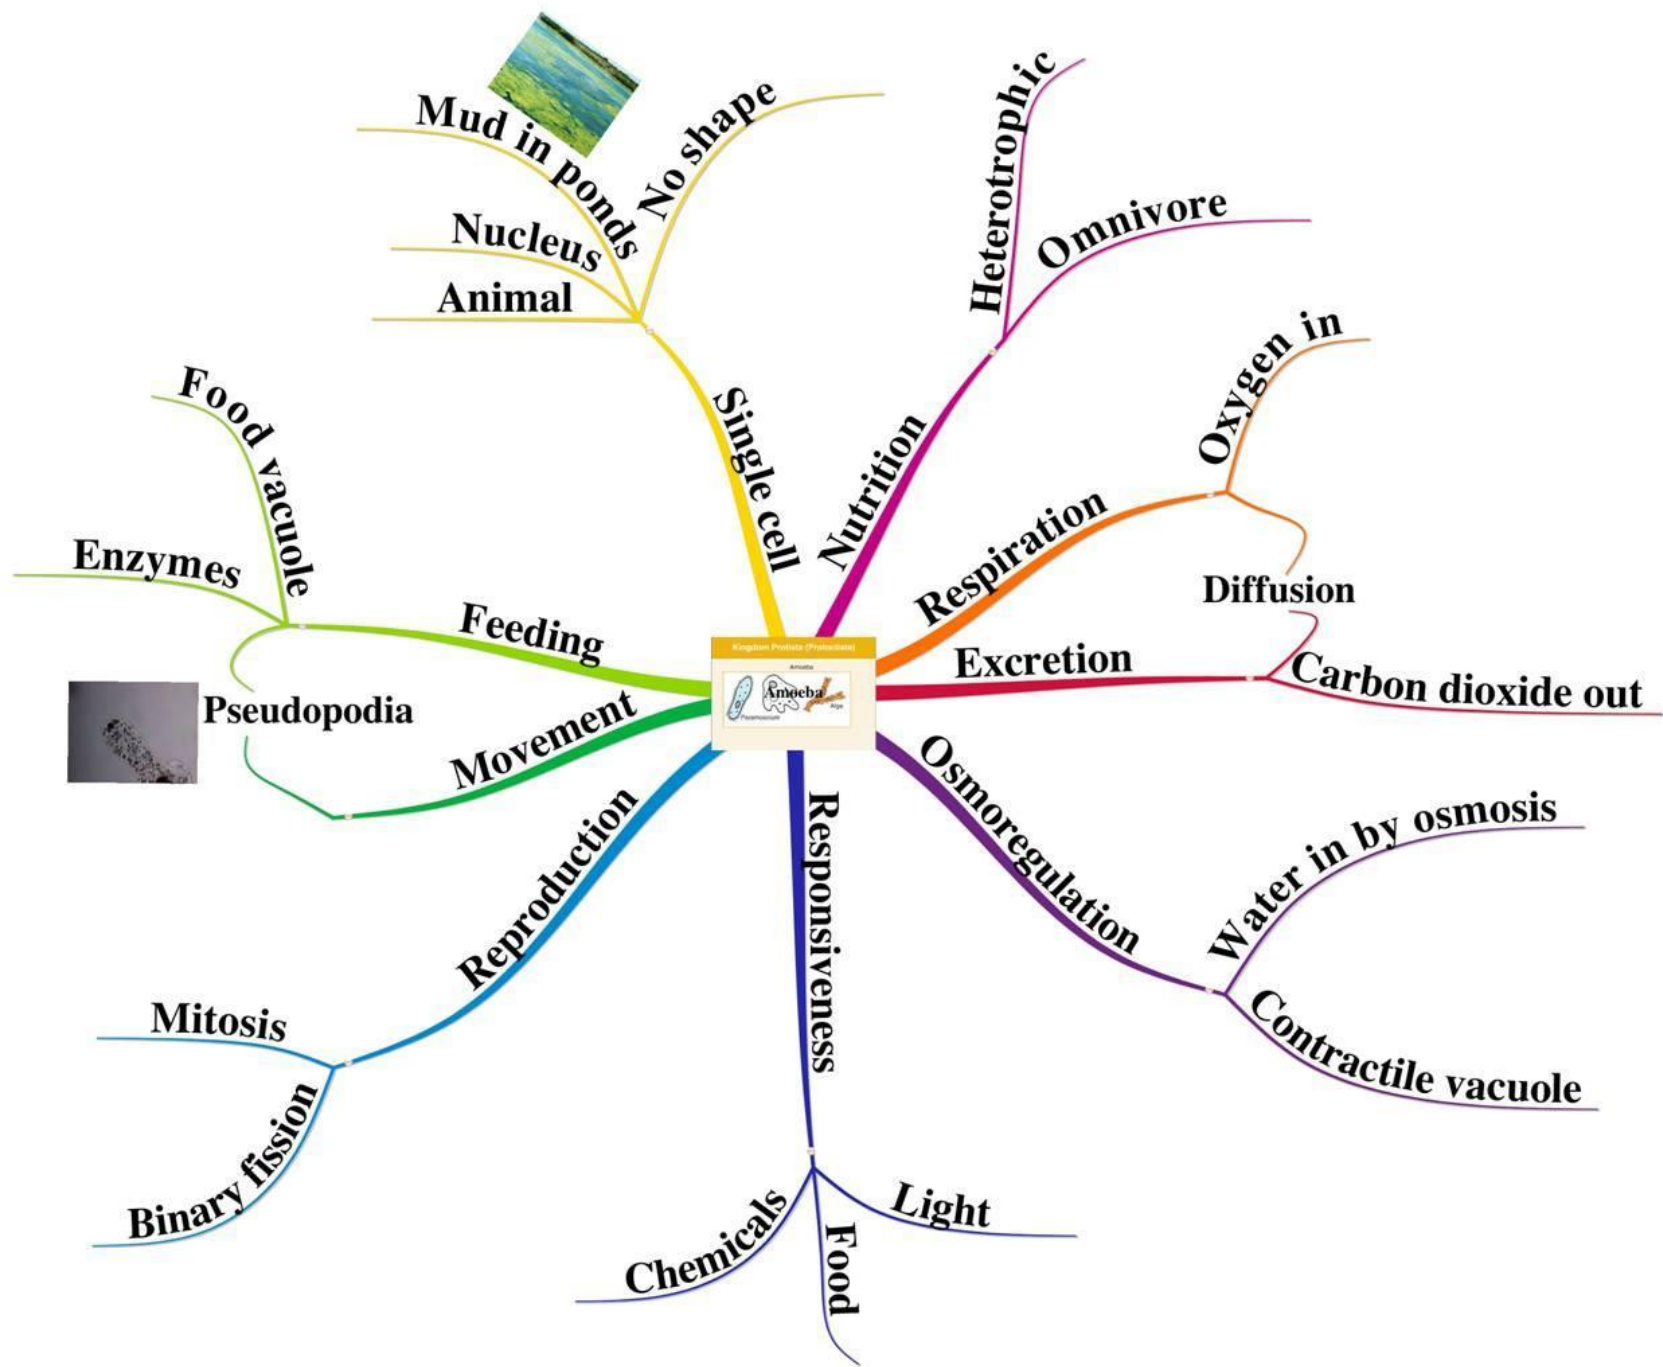 Kingdom Protista (Protoctista)
Amoeba
Amoeba
Paramoecium
Alga
Single cell
Animal
Nucleus
Mud in ponds
No shape
Nutrition
Heterotrophic
Omnivore
Respiration
Oxygen in
Diffusion
Excretion
Carbon dioxide out
Osmoregulation
Water in by osmosis
Contractile vacuole
Responsiveness
Light
Food
Chemicals
Reproduction
Binary fission
Mitosis
Movement
Pseudopodia
Feeding
Enzymes
Food vacuole